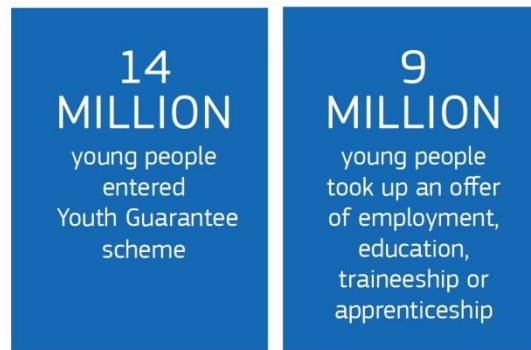 14
MILLION
young people
entered
Youth Guarantee
scheme
9
MILLION
young people
took up an offer
of employment,
education,
traineeship or
apprenticeship